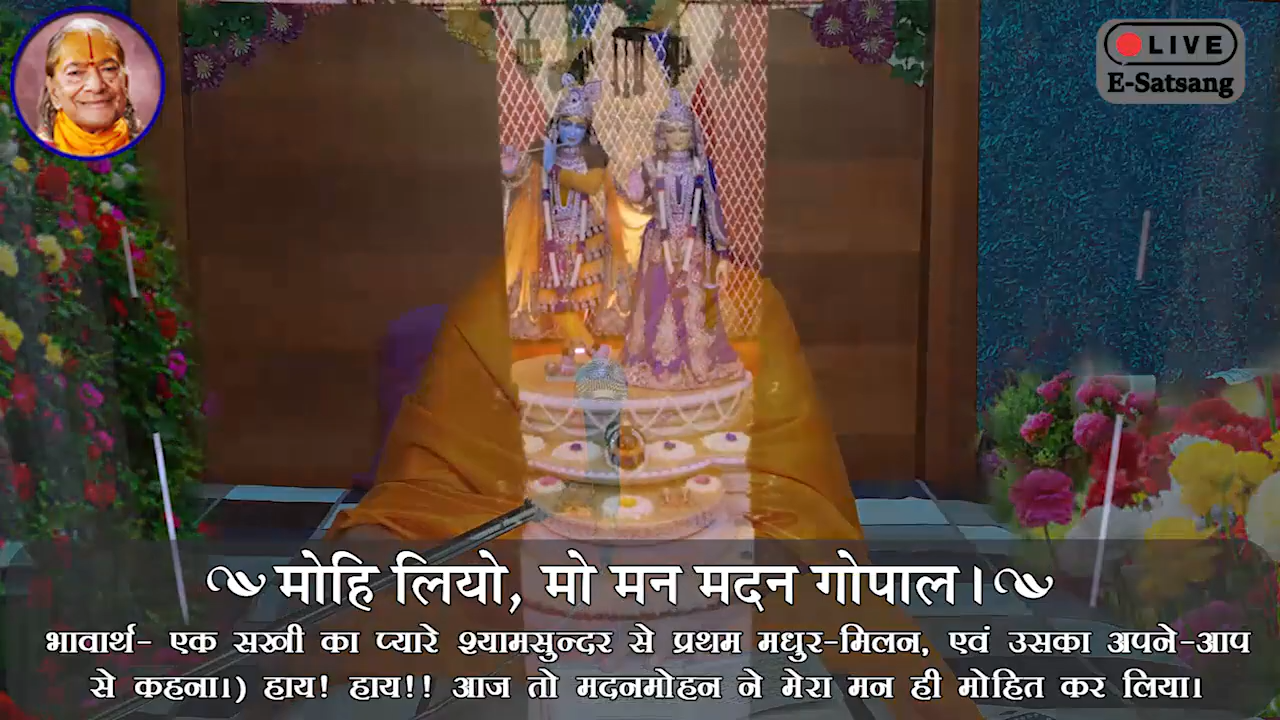 LIVE
E-Satsang
मोहि लियो, मो मन मदन गोपाल।
भावार्थ- एक सखी का प्यारे श्यामसुन्दर से प्रथम मधुर-मिलन, एवं उसका अपने-आप
से कहना।) हाय! हाय!! आज तो मदनमोहन ने मेरा मन ही मोहित कर लिया।